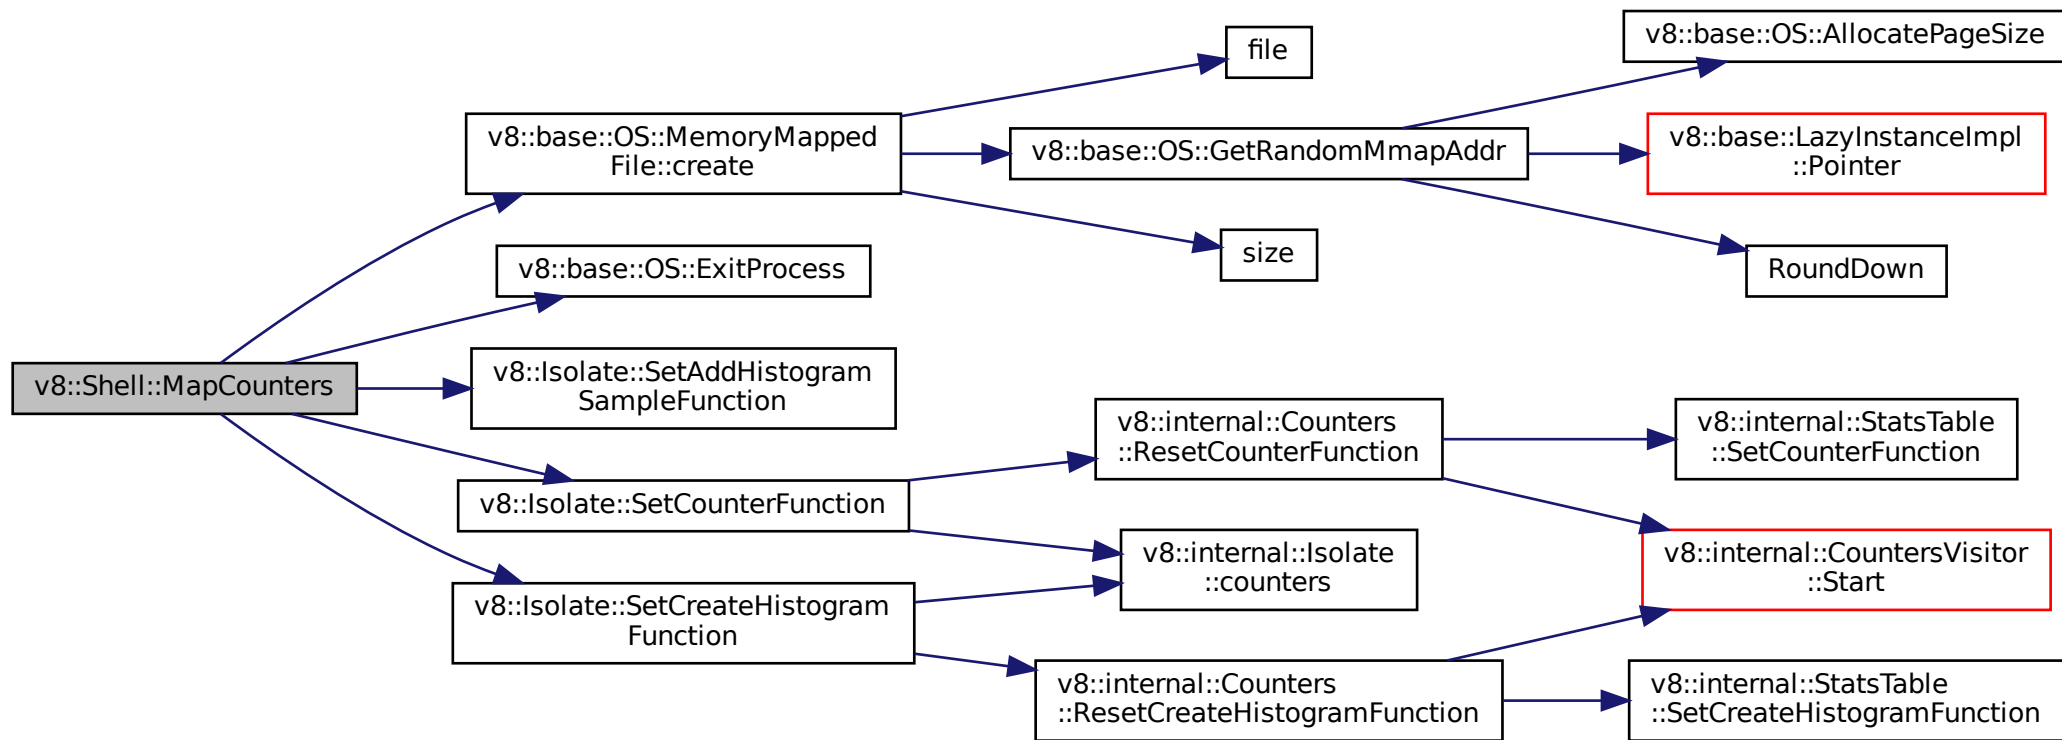 v8::Shell::MapCounters
v8::base::OS::MemoryMapped
File::create
v8::base::OS::ExitProcess
v8::Isolate::SetAddHistogram
SampleFunction
v8::Isolate::SetCounterFunction
v8::Isolate::SetCreateHistogram
Function
file
v8::base::OS::GetRandomMmapAddr
size
v8::internal::Counters
::ResetCounterFunction
v8::internal::Isolate
::counters
v8::internal::Counters
::ResetCreateHistogramFunction
v8::base::OS::AllocatePageSize
v8::base::LazyInstanceImpl
::Pointer
RoundDown
v8::internal::StatsTable
::SetCounterFunction
v8::internal::CountersVisitor
::Start
v8::internal::StatsTable
::SetCreateHistogramFunction